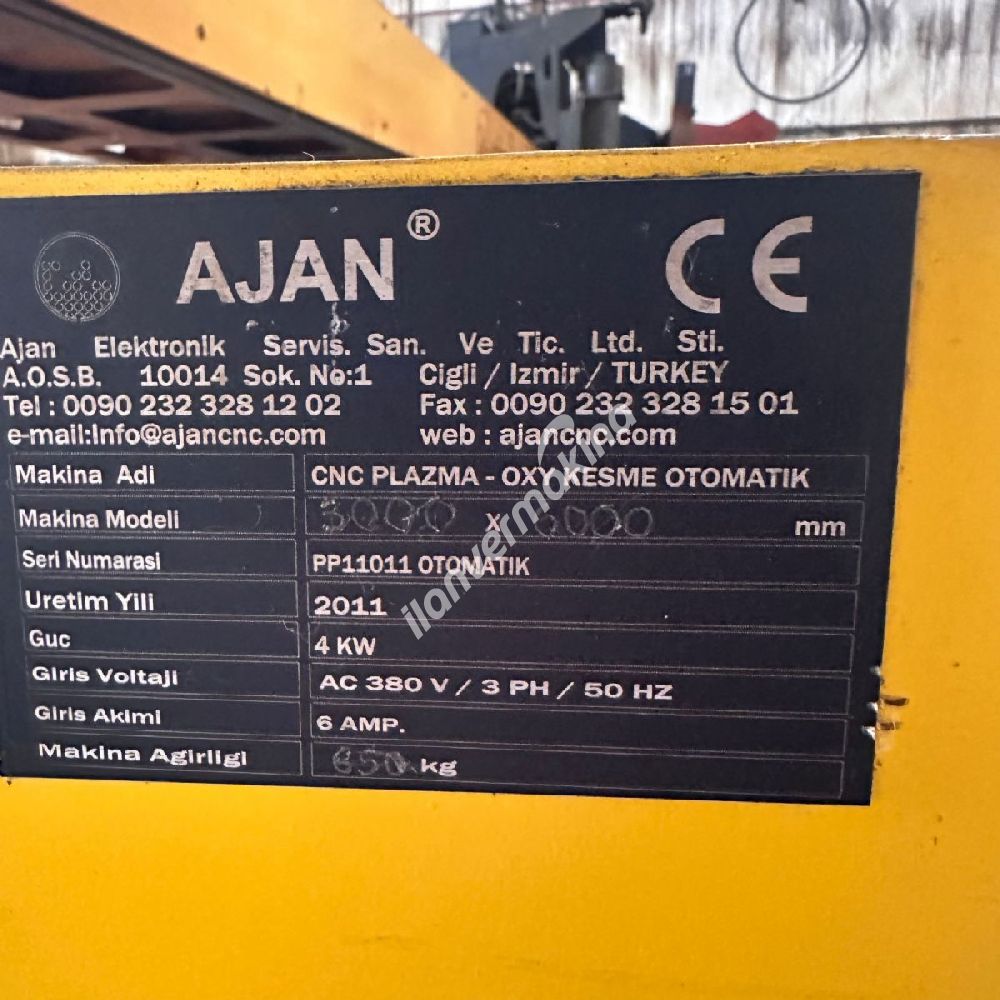 AJAN ® CE
Ajan Elektronik Servis. San. Ve Tic. Ltd. Sti.
A.O.S.B. 10014 Sok. No:1 Cigli / Izmir / TURKEY
Tel : 0090 232 328 12 02 Fax : 0090 232 328 15 01
e-mail:info@ajancnc.com web : ajancnc.com
Makina Adi CNC PLAZMA - OXY KESME OTOMATIK
Makina Modeli 3000 x 6000 mm
Seri Numarasi PP11011 OTOMATIK
Uretim Yili 2011
Guc 4 KW
Giris Voltaji AC 380 V / 3 PH / 50 HZ
Giris Akimi 6 AMP.
Makina Agirligi kg
ilanvermakina